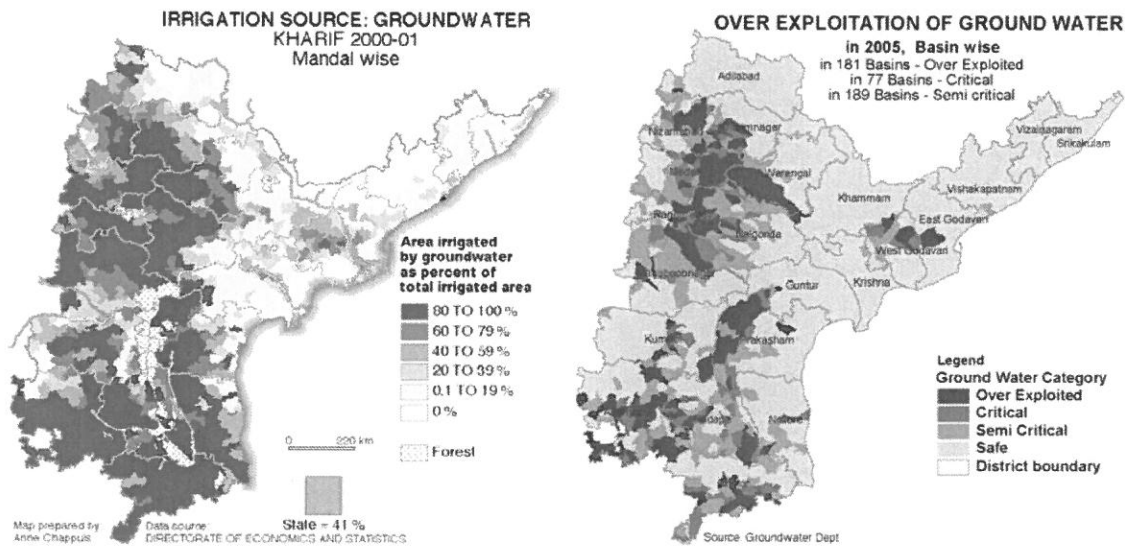 IRRIGATION SOURCE: GROUNDWATER
KHARIF 2000-01
Mandal wise
Area irrigated
by groundwater
as percent of
total irrigated area
80 TO 100 %
60 TO 79 %
40 TO 59 %
20 TO 39 %
0.1 TO 19 %
0 %
Forest
0 220 km
State = 41 %
Map prepared by
Anne Chappuis
Data source:
DIRECTORATE OF ECONOMICS AND STATISTICS
OVER EXPLOITATION OF GROUND WATER
in 2005, Basin wise
in 181 Basins - Over Exploited
in 77 Basins - Critical
in 189 Basins - Semi critical
Adilabad
Nizamabad
Warangal
Khammam
Nalgonda
Vizainagaram
Srikakulam
Vishakapatnam
East Godavari
West Godavari
Krishna
Guntur
Nellore
Legend
Ground Water Category
Over Exploited
Critical
Semi Critical
Safe
District boundary
Source: Groundwater Dept